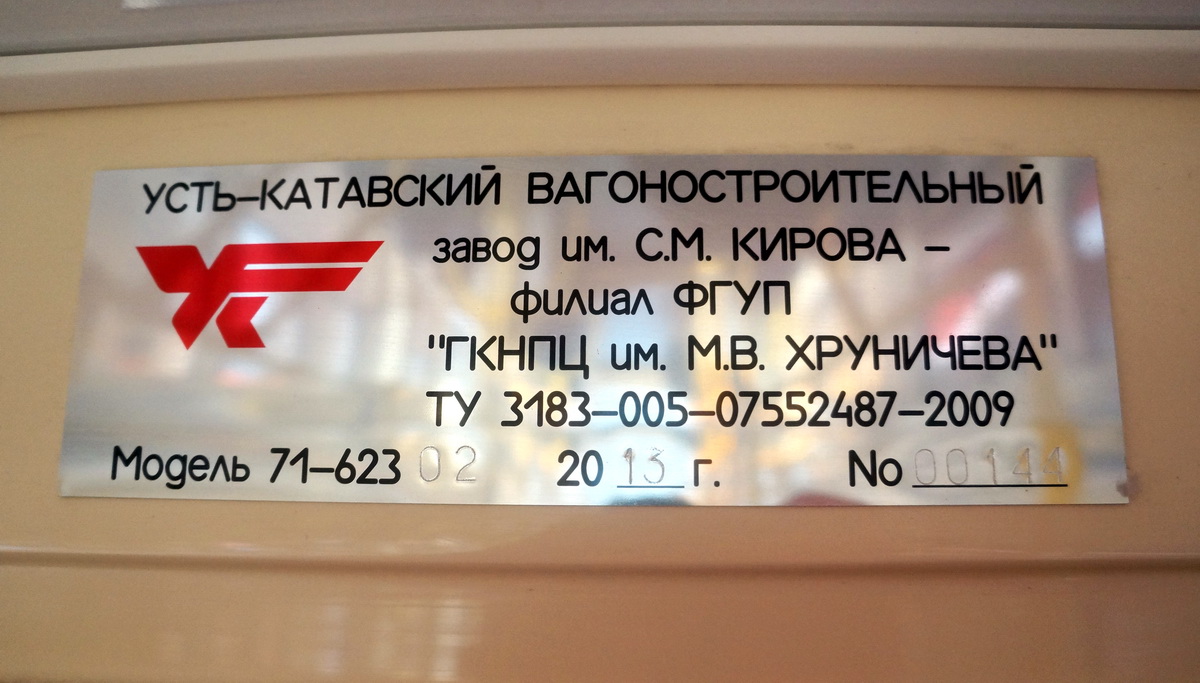 УСТЬ-КАТАВСКИЙ ВАГОНОСТРОИТЕЛЬНЫЙ
завод им. С.М. КИРОВА –
филиал ФГУП
"ГКНПЦ им. М.В. ХРУНИЧЕВА"
ТУ 3183-005-07552487-2009
Модель 71-623 02 2013 г. No 00144